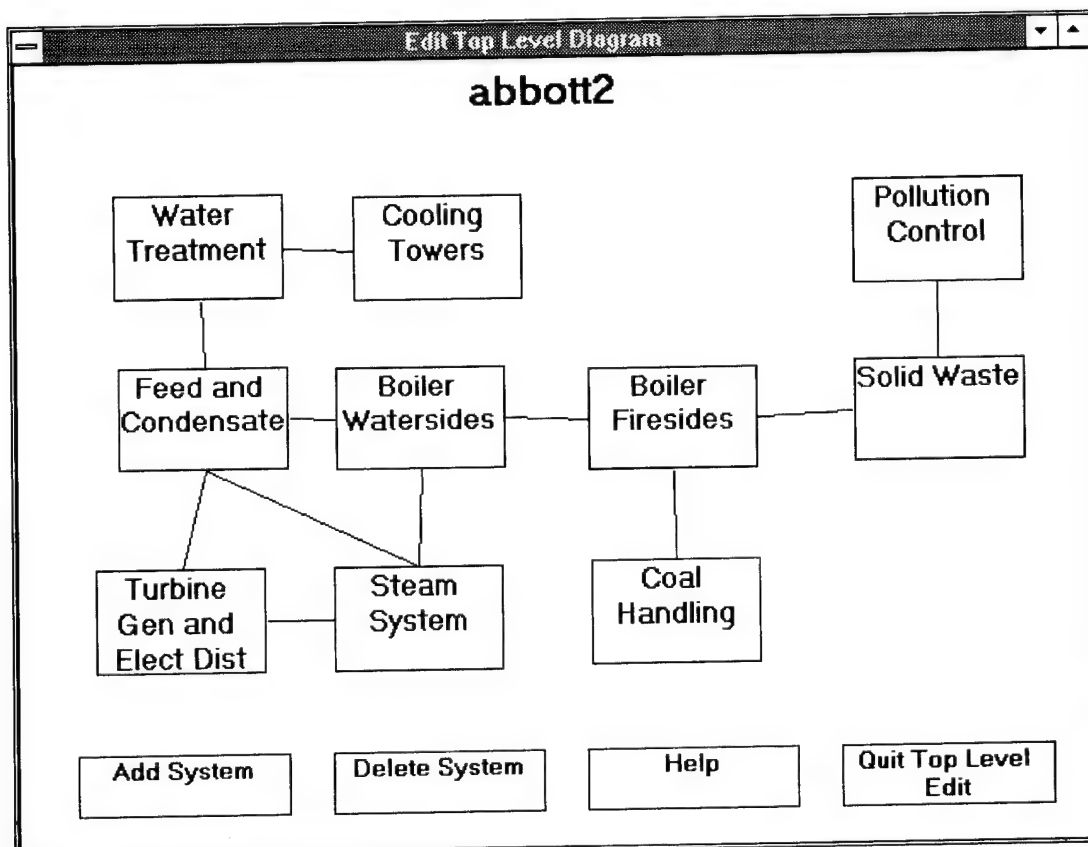 Edit Top Level Diagram
abbott2
Water
Treatment
Cooling
Towers
Pollution
Control
Feed and
Condensate
Boiler
Watersides
Boiler
Firesides
Solid Waste
Turbine
Gen and
Elect Dist
Steam
System
Coal
Handling
Add System
Delete System
Help
Quit Top Level
Edit